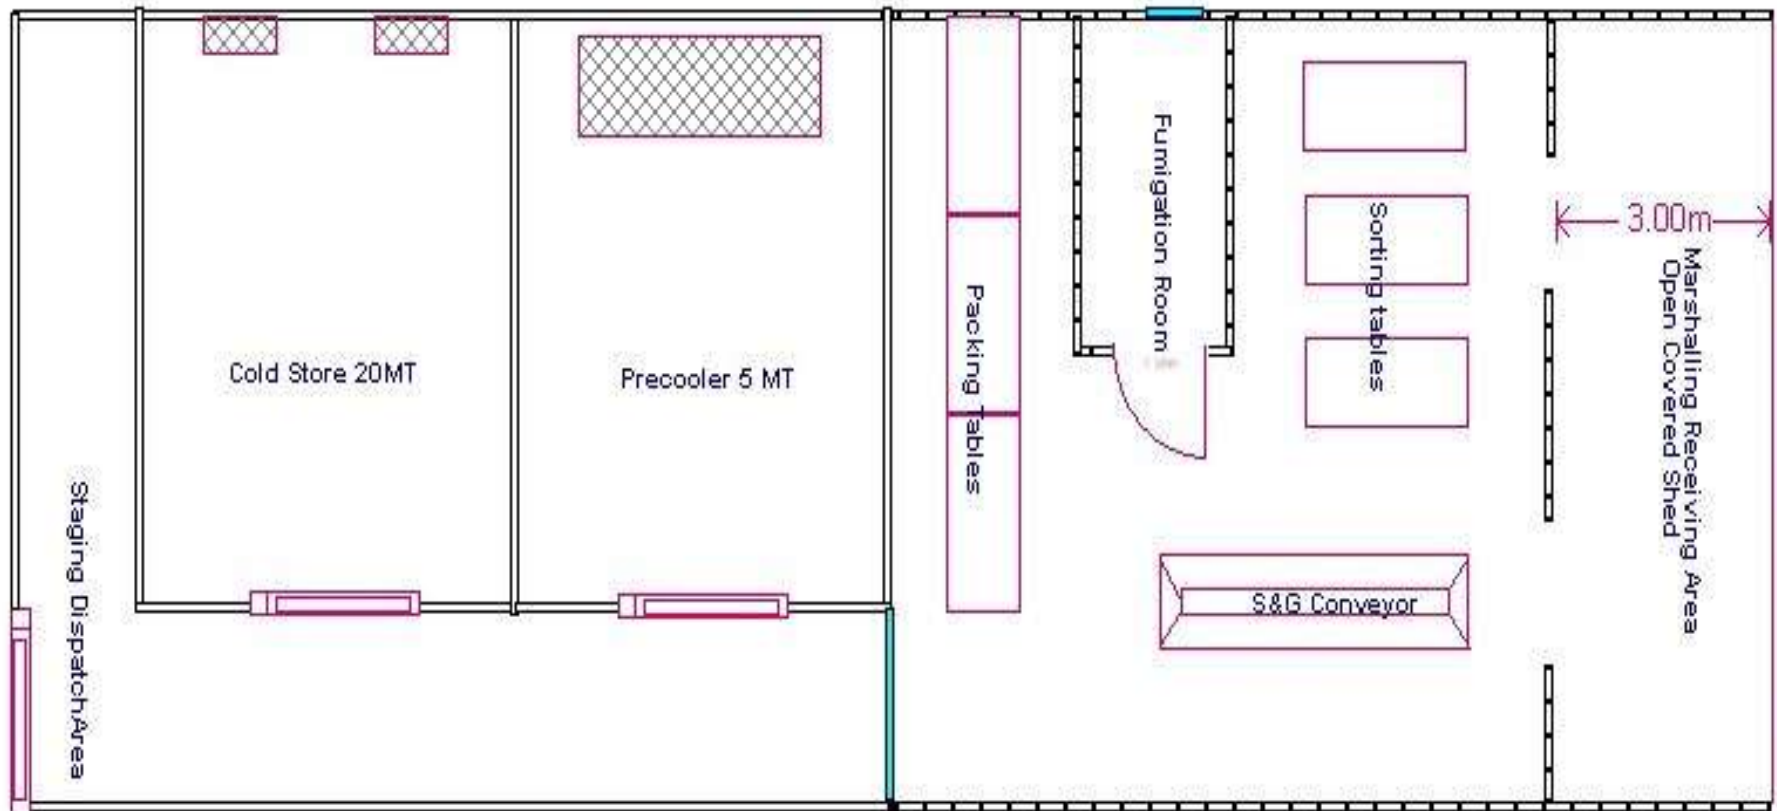 Cold Store 20MT
Precooler 5 MT
Staging DispatchArea
Packing Tables
Fumigation Room
Sorting tables
S&G Conveyor
3.00m
Marshalling Receiving Area
Open Covered Shed